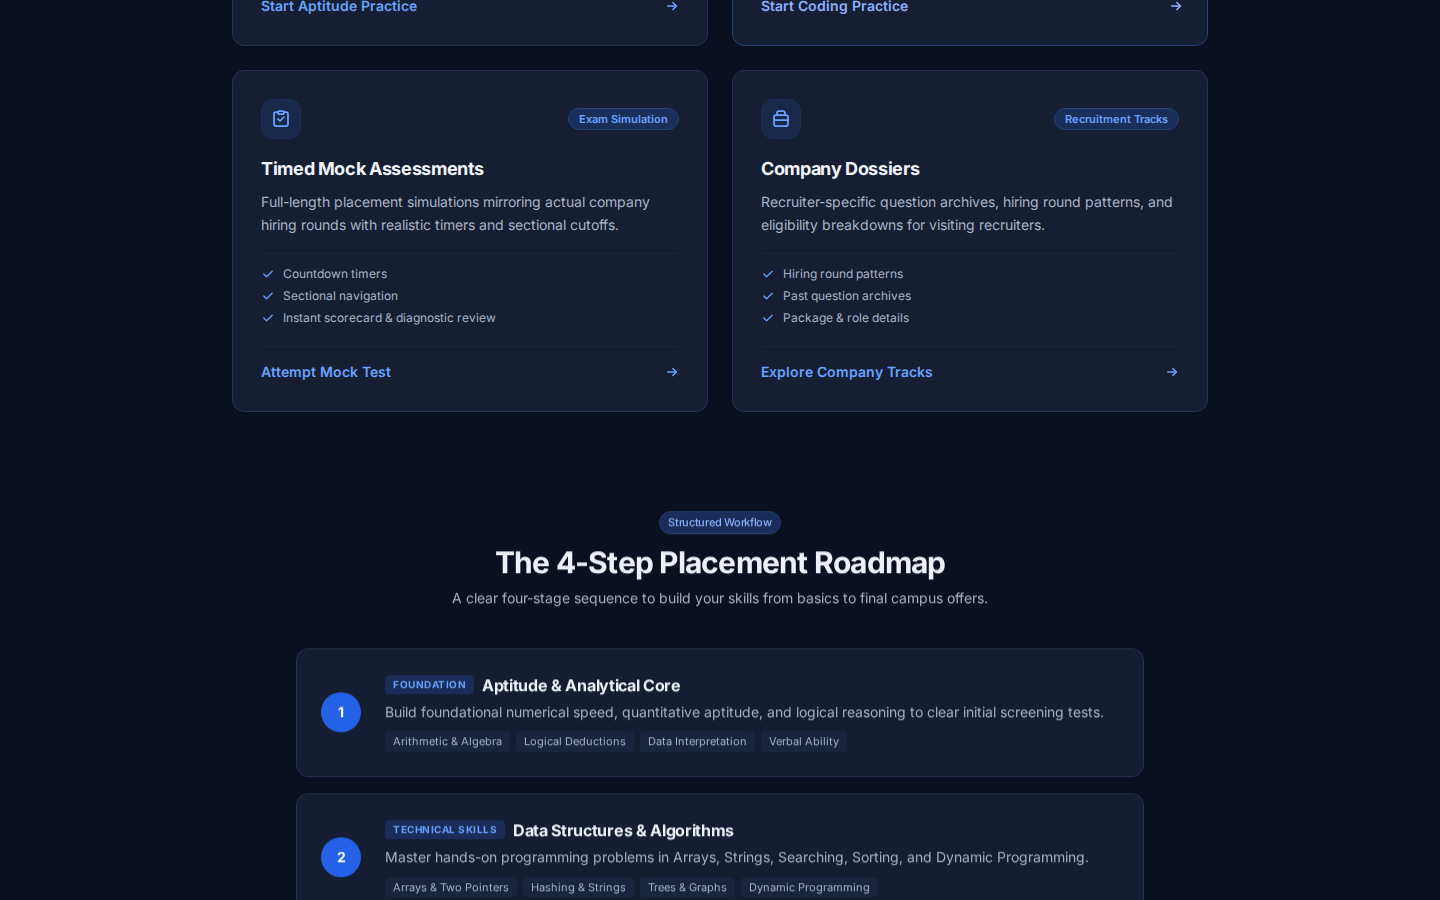 Start Aptitude Practice
Start Coding Practice
Exam Simulation
Timed Mock Assessments
Full-length placement simulations mirroring actual company
hiring rounds with realistic timers and sectional cutoffs.
Countdown timers
Sectional navigation
Instant scorecard & diagnostic review
Attempt Mock Test
Recruitment Tracks
Company Dossiers
Recruiter-specific question archives, hiring round patterns, and
eligibility breakdowns for visiting recruiters.
Hiring round patterns
Past question archives
Package & role details
Explore Company Tracks
Structured Workflow
The 4-Step Placement Roadmap
A clear four-stage sequence to build your skills from basics to final campus offers.
1
FOUNDATION Aptitude & Analytical Core
Build foundational numerical speed, quantitative aptitude, and logical reasoning to clear initial screening tests.
Arithmetic & Algebra Logical Deductions Data Interpretation Verbal Ability
2
TECHNICAL SKILLS Data Structures & Algorithms
Master hands-on programming problems in Arrays, Strings, Searching, Sorting, and Dynamic Programming.
Arrays & Two Pointers Hashing & Strings Trees & Graphs Dynamic Programming